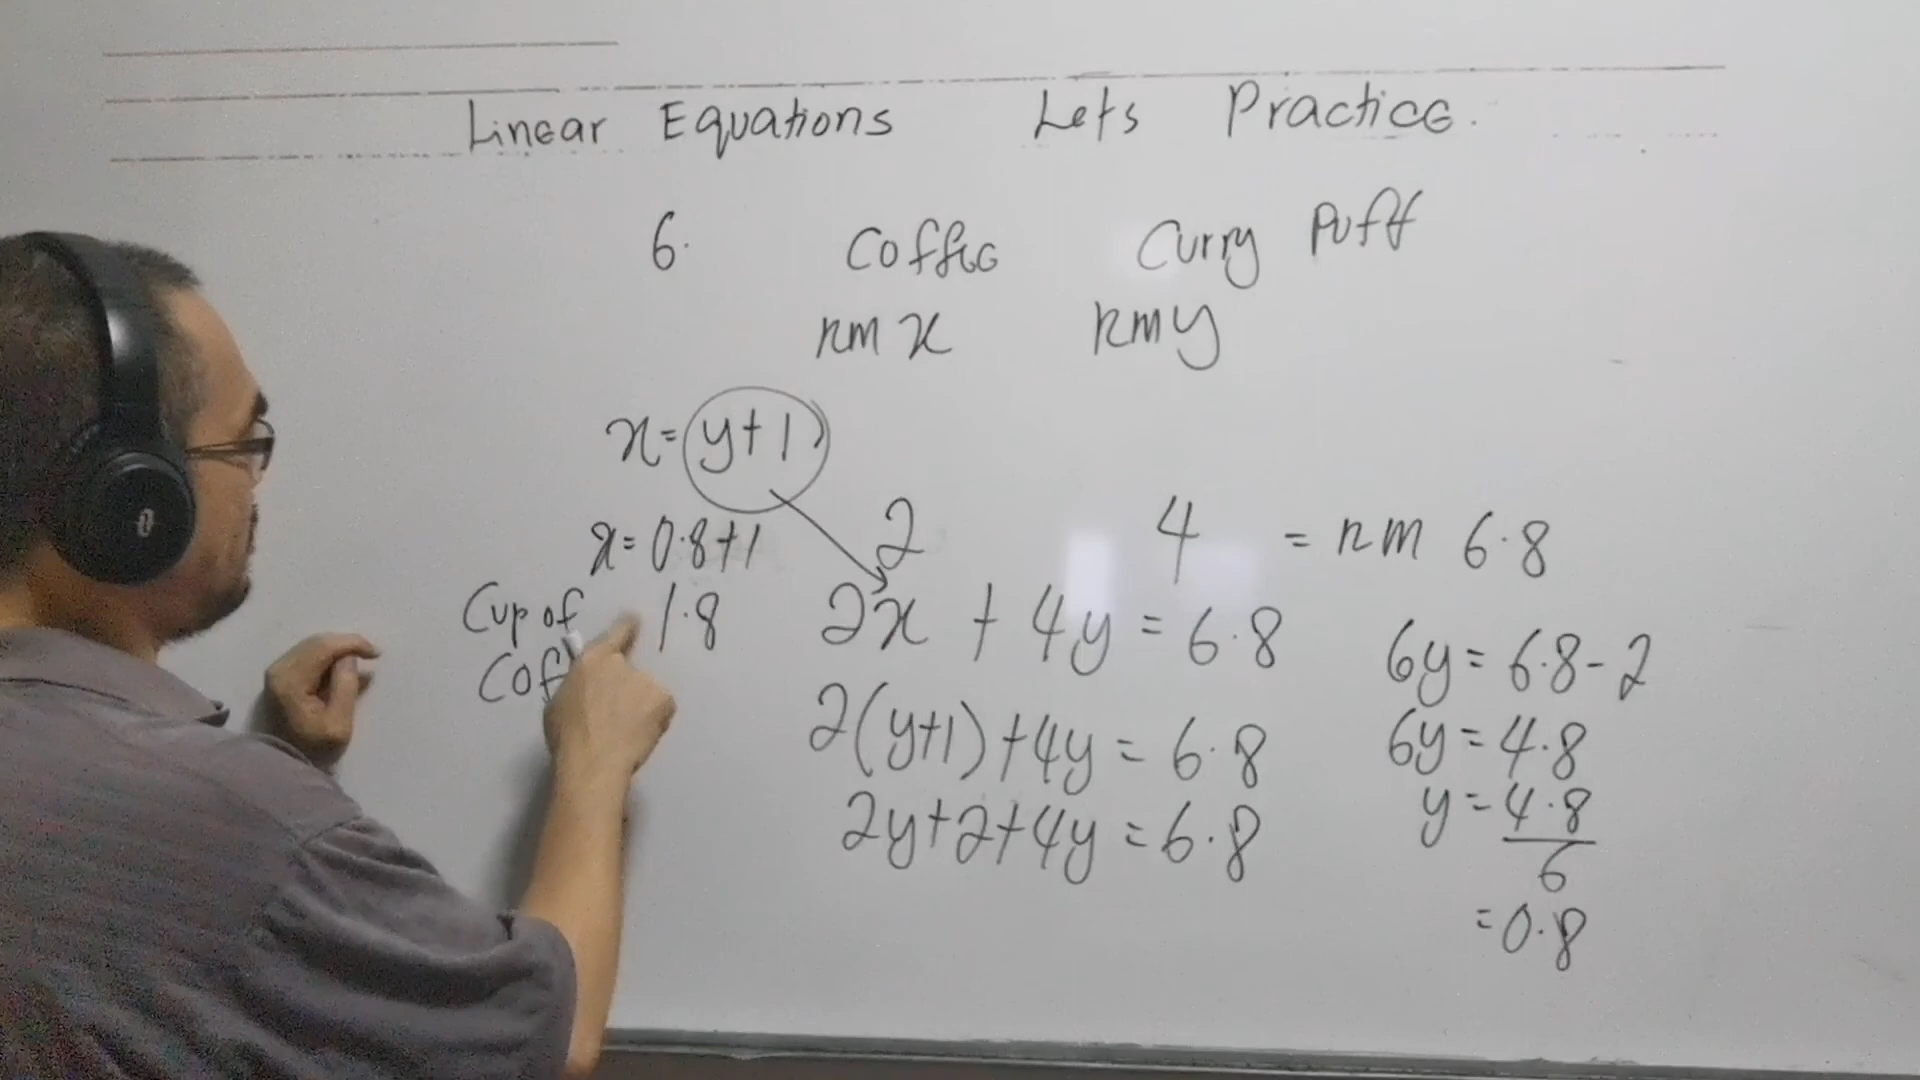 Linear Equations Lets Practice.
6. Coffee Curry Puff
RM x RM y
x = y+1
x = 0.8+1
2 4 = RM 6.8
Cup of 1.8
2x + 4y = 6.8
2(y+1)+4y = 6.8
2y+2+4y = 6.8
6y = 6.8-2
6y = 4.8
y = 4.8
6
= 0.8